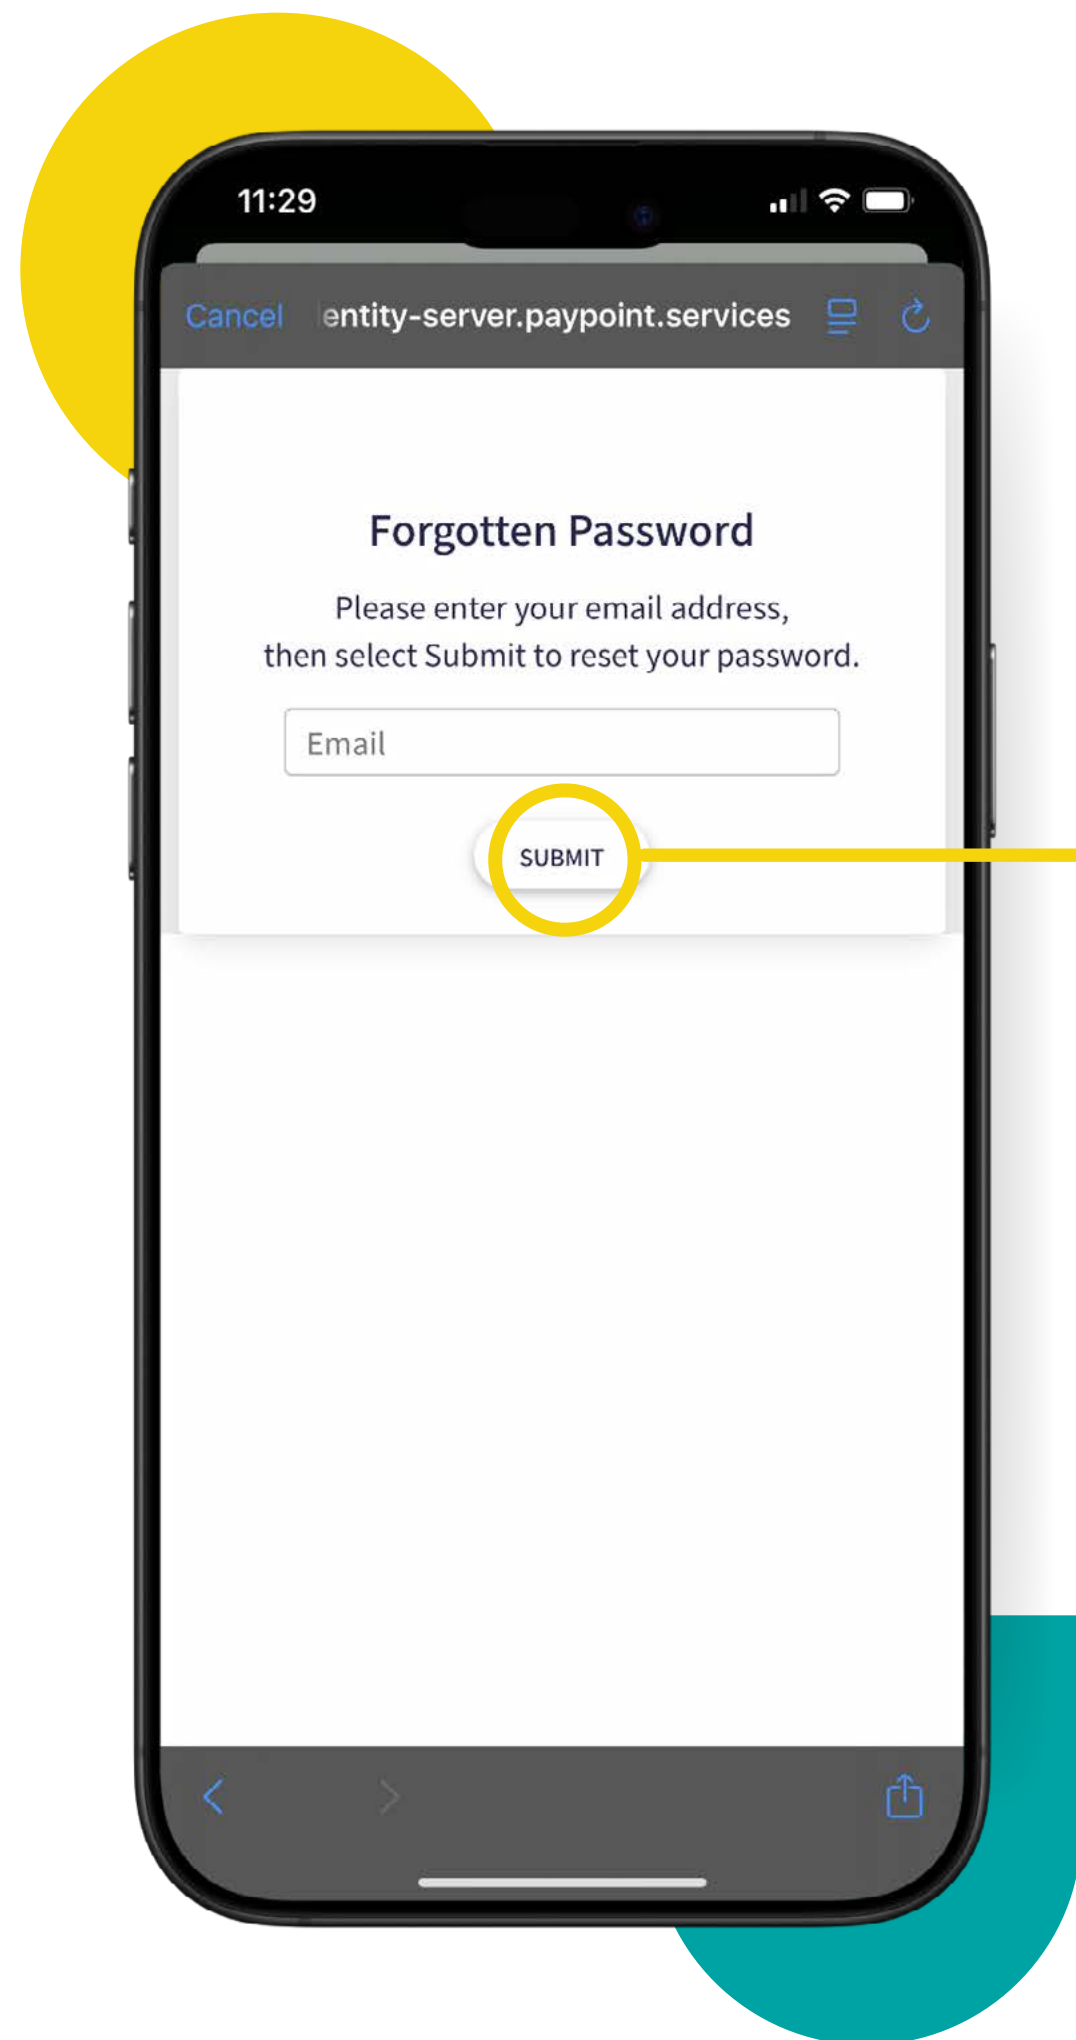 11:29
Cancel
entity-server.paypoint.services
Forgotten Password
Please enter your email address,
then select Submit to reset your password.
Email
SUBMIT